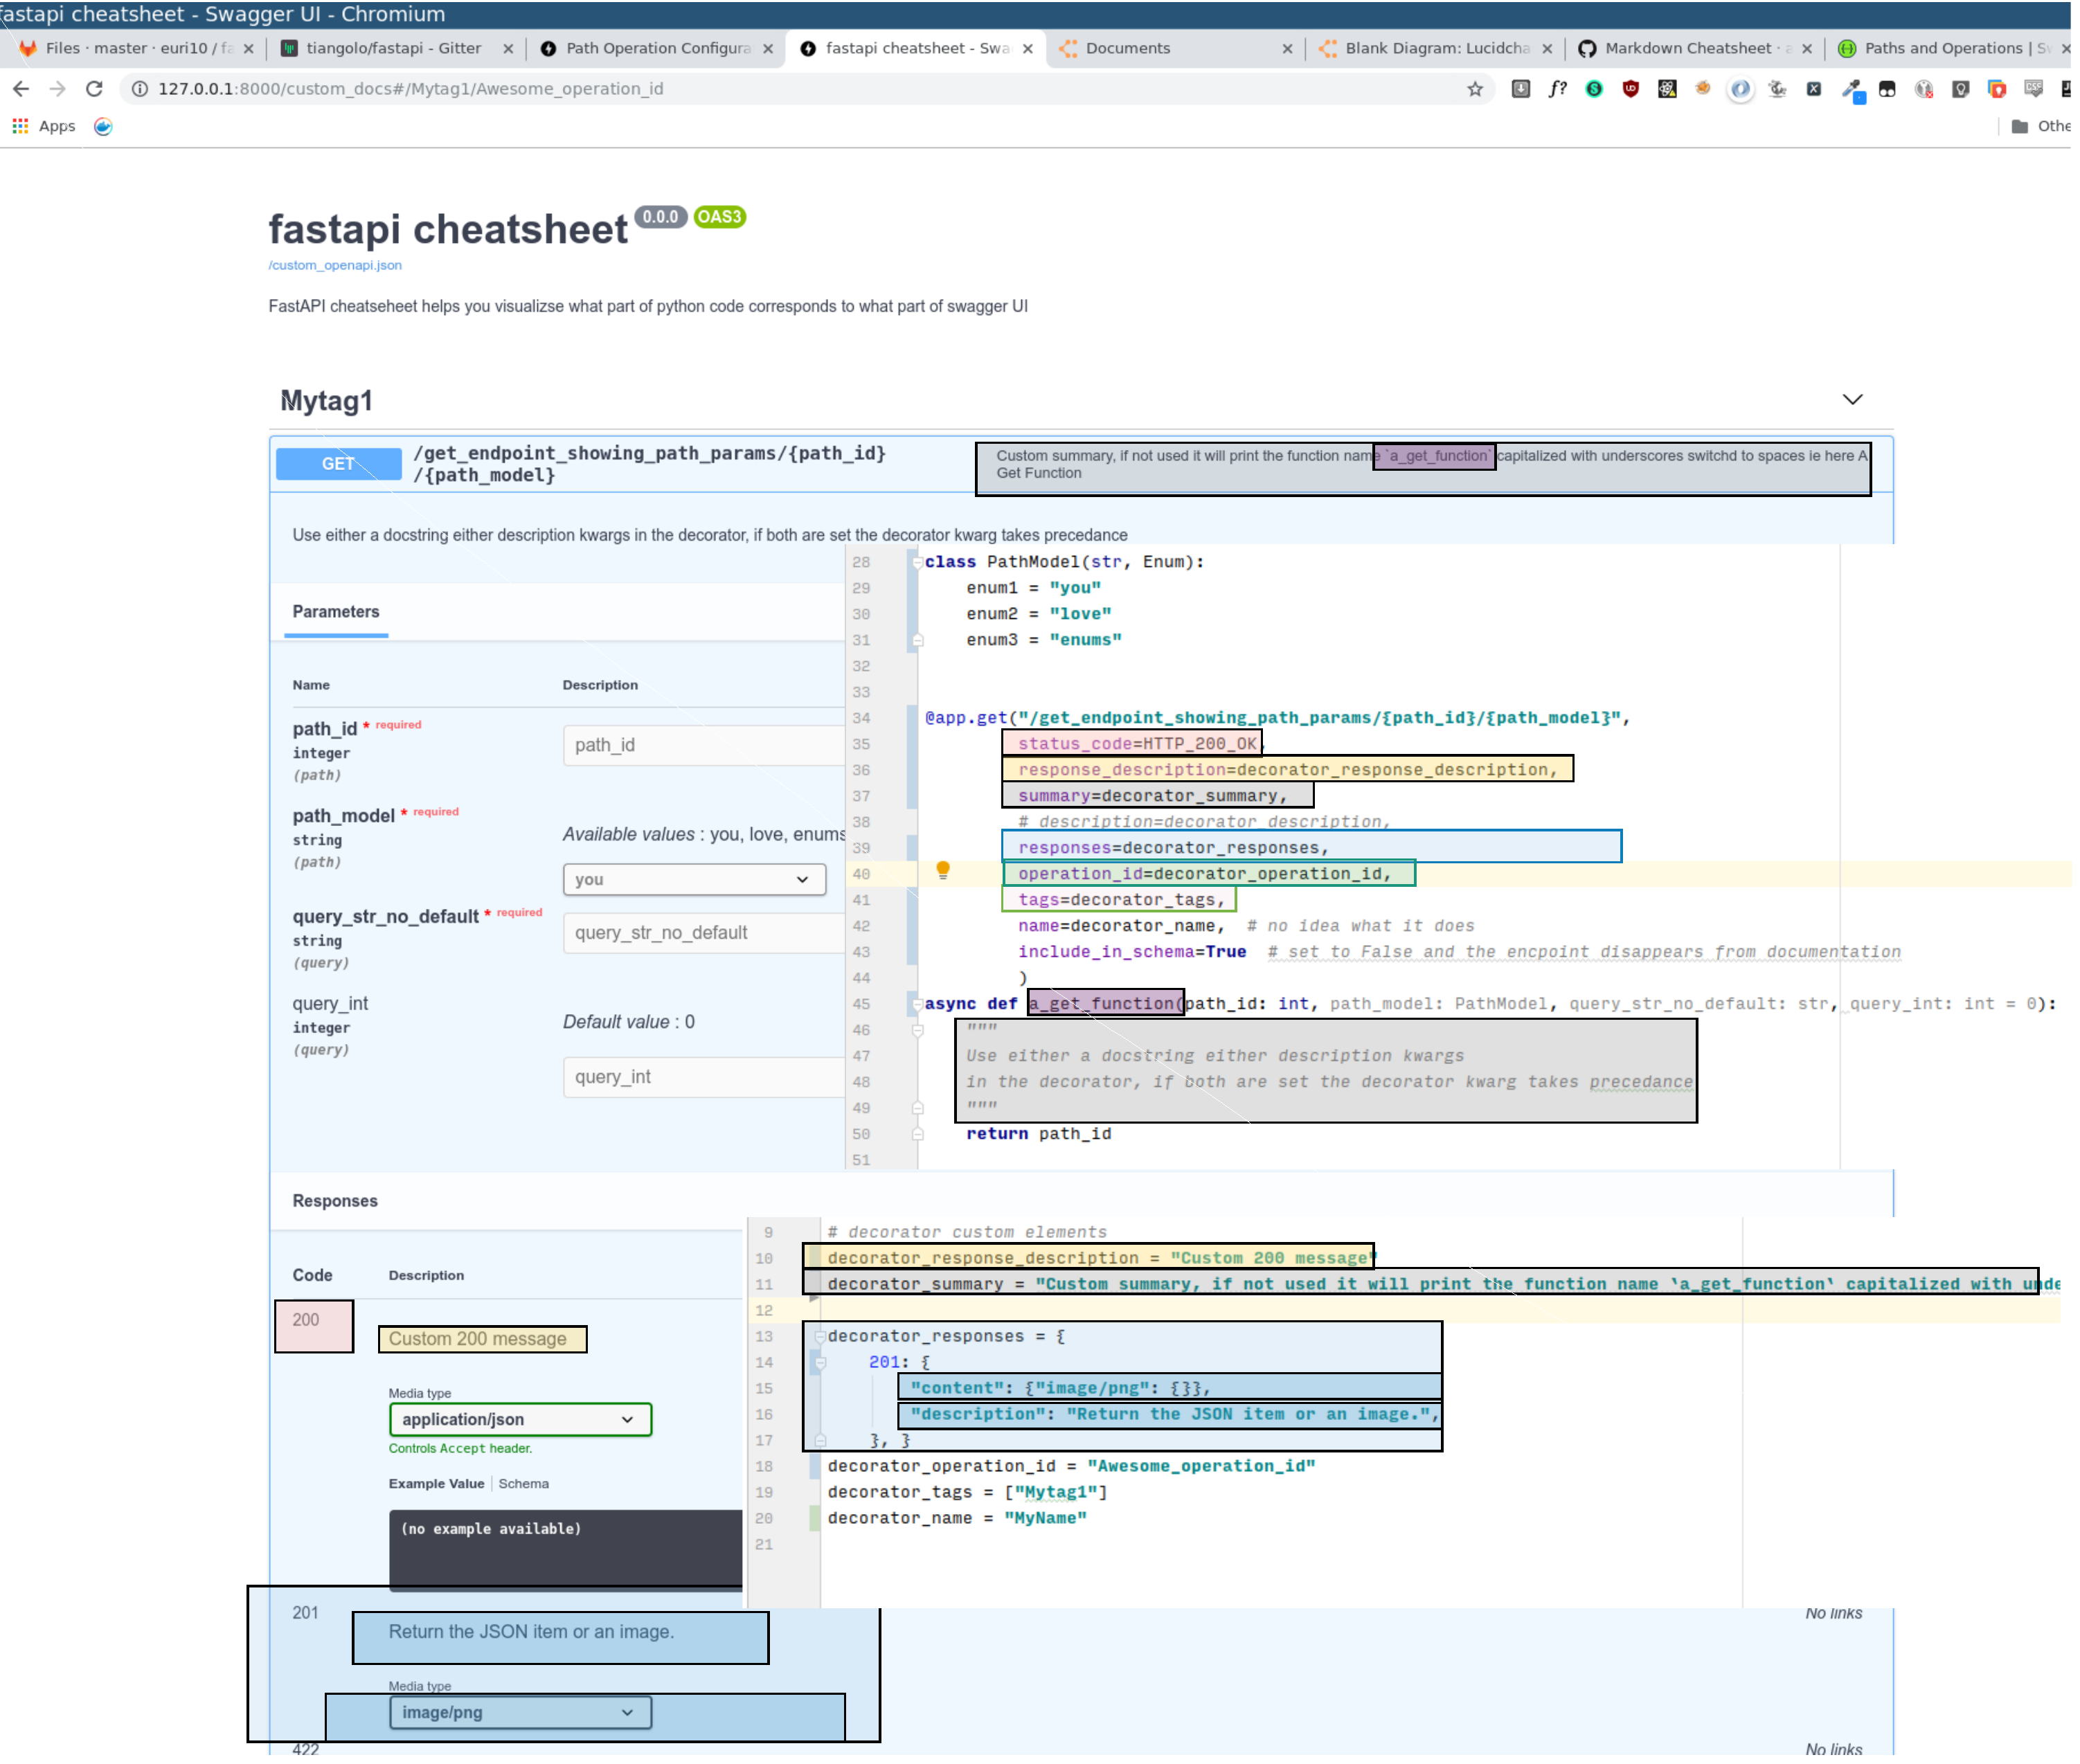 fastapi cheatsheet - Swagger UI - Chromium
Files · master · euri10 / fa
tiangolo/fastapi - Gitter
Path Operation Configura
fastapi cheatsheet - Swa
Documents
Blank Diagram: Lucidcha
Markdown Cheatsheet · a
Paths and Operations | Sw
127.0.0.1:8000/custom_docs#/Mytag1/Awesome_operation_id
Apps
Othe
fastapi cheatsheet 0.0.0 OAS3
/custom_openapi.json
FastAPI cheatseheet helps you visualizse what part of python code corresponds to what part of swagger UI
Mytag1
GET
/get_endpoint_showing_path_params/{path_id}
/{path_model}
Custom summary, if not used it will print the function name `a_get_function` capitalized with underscores switchd to spaces ie here A
Get Function
Use either a docstring either description kwargs in the decorator, if both are set the decorator kwarg takes precedance
Parameters
Name Description
path_id * required
integer
(path)
path_id
path_model * required
string
(path)
Available values : you, love, enums
you
query_str_no_default * required
string
(query)
query_str_no_default
query_int
integer
(query)
Default value : 0
query_int
28 class PathModel(str, Enum):
29 enum1 = "you"
30 enum2 = "love"
31 enum3 = "enums"
32
33
34 @app.get("/get_endpoint_showing_path_params/{path_id}/{path_model}",
35 status_code=HTTP_200_OK,
36 response_description=decorator_response_description,
37 summary=decorator_summary,
38 # description=decorator_description,
39 responses=decorator_responses,
40 operation_id=decorator_operation_id,
41 tags=decorator_tags,
42 name=decorator_name, # no idea what it does
43 include_in_schema=True # set to False and the encpoint disappears from documentation
44 )
45 async def a_get_function(path_id: int, path_model: PathModel, query_str_no_default: str, query_int: int = 0):
46 """
47 Use either a docstring either description kwargs
48 in the decorator, if both are set the decorator kwarg takes precedance
49 """
50 return path_id
51
Responses
Code Description
200
Custom 200 message
Media type
application/json
Controls Accept header.
Example Value | Schema
(no example available)
9 # decorator custom elements
10 decorator_response_description = "Custom 200 message"
11 decorator_summary = "Custom summary, if not used it will print the function name `a_get_function` capitalized with unde
12
13 decorator_responses = {
14 201: {
15 "content": {"image/png": {}},
16 "description": "Return the JSON item or an image.",
17 }, }
18 decorator_operation_id = "Awesome_operation_id"
19 decorator_tags = ["Mytag1"]
20 decorator_name = "MyName"
21
201
Return the JSON item or an image.
No links
Media type
image/png
422
No links